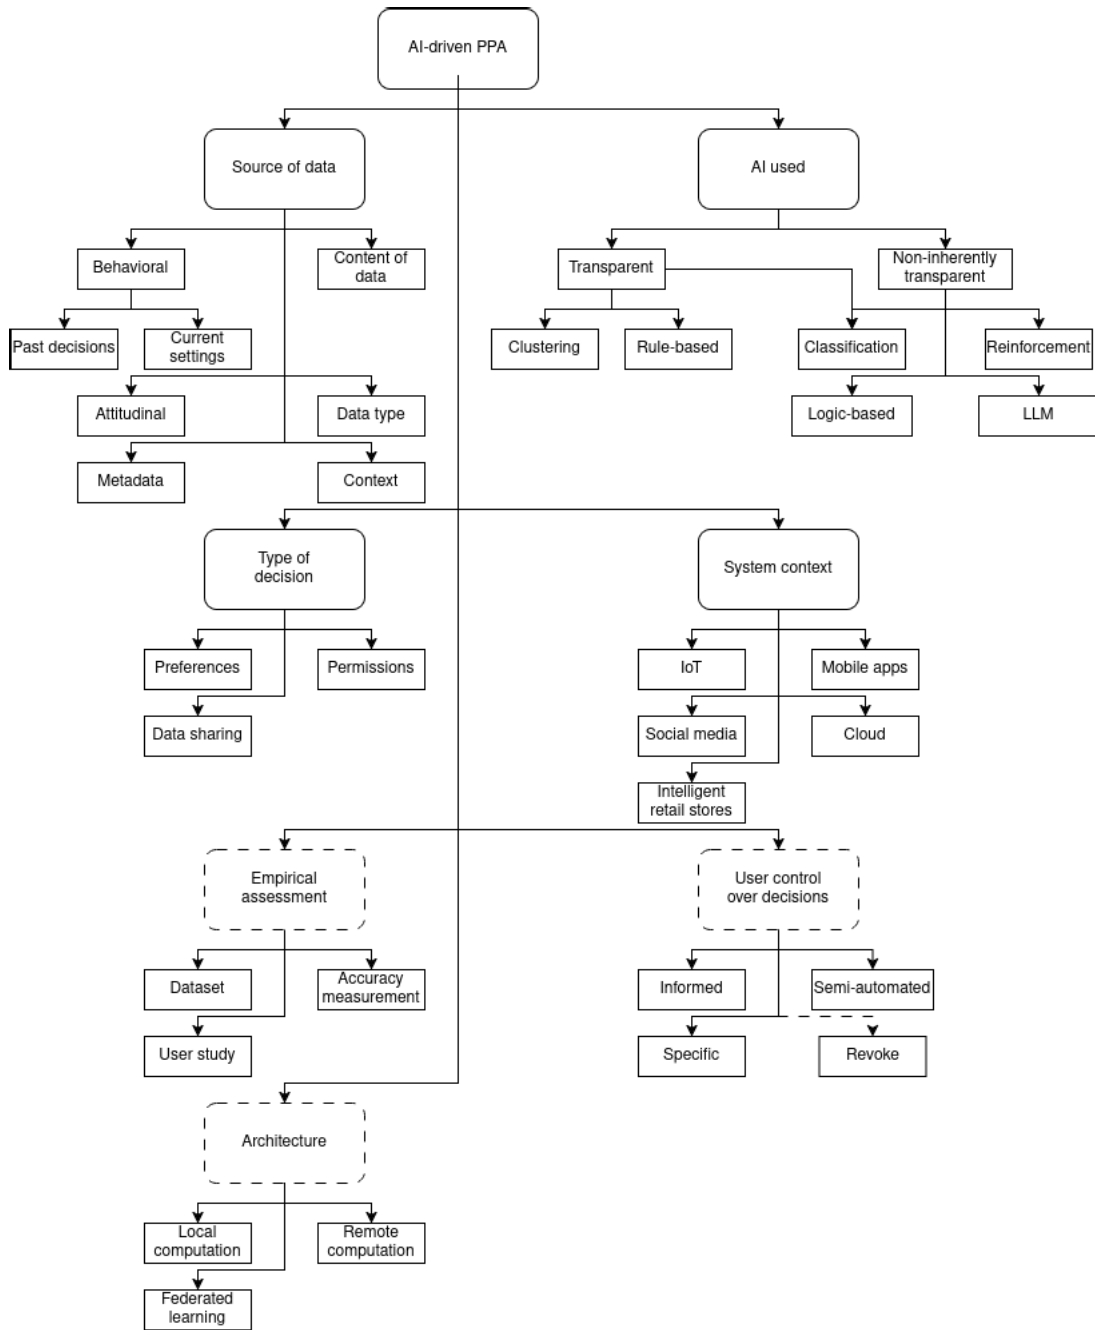 AI-driven PPA
Source of data
AI used
Behavioral
Content of
data
Transparent
Non-inherently
transparent
Past decisions
Current
settings
Clustering
Rule-based
Classification
Reinforcement
Attitudinal
Data type
Logic-based
LLM
Metadata
Context
Type of
decision
System context
Preferences
Permissions
IoT
Mobile apps
Data sharing
Social media
Cloud
Intelligent
retail stores
Empirical
assessment
User control
over decisions
Dataset
Accuracy
measurement
Informed
Semi-automated
User study
Specific
Revoke
Architecture
Local
computation
Remote
computation
Federated
learning